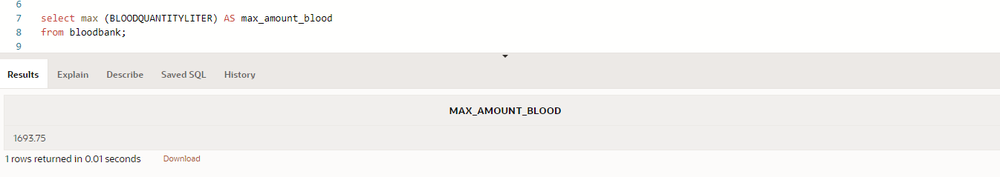 6
7 select max (BLOODQUANTITYLITER) AS max_amount_blood
8 from bloodbank;
9
Results Explain Describe Saved SQL History
MAX_AMOUNT_BLOOD
1693.75
1 rows returned in 0.01 seconds Download